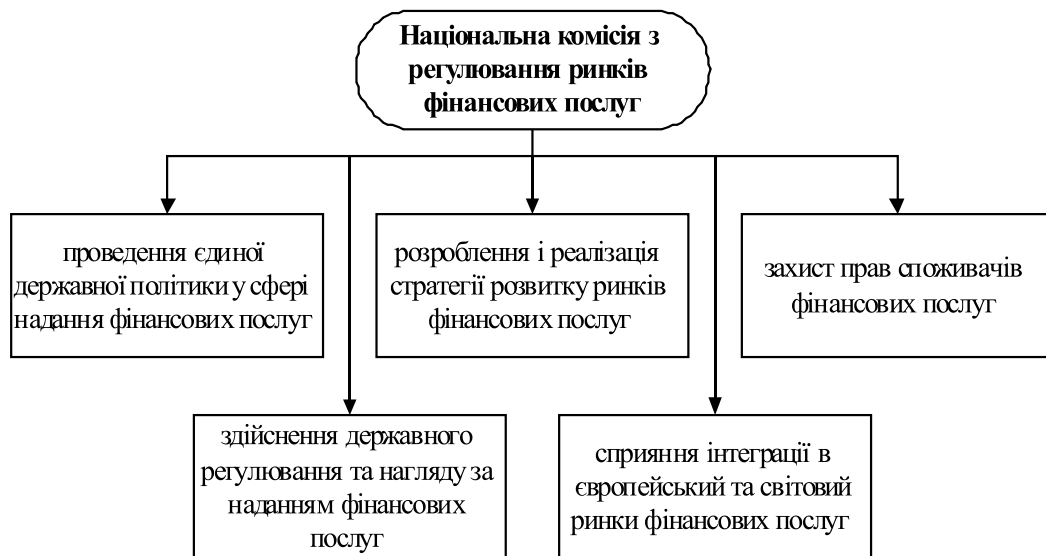 Національна комісія з
регулювання ринків
фінансових послуг
проведення єдиної
державної політики у сфері
надання фінансових послуг
розроблення і реалізація
стратегії розвитку ринків
фінансових послуг
захист прав споживачів
фінансових послуг
здійснення державного
регулювання та нагляду за
наданням фінансових
послуг
сприяння інтеграції в
європейський та світовий
ринки фінансових послуг